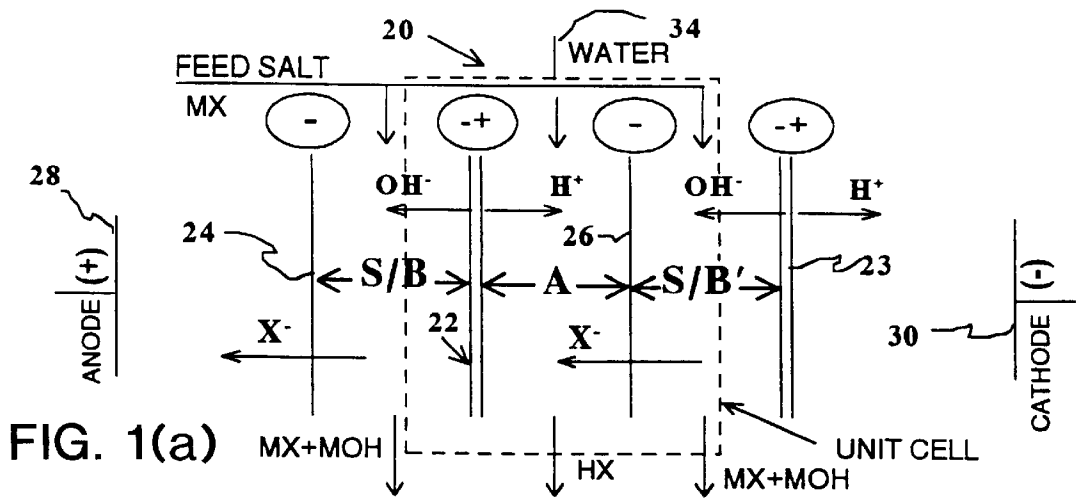 20
34
WATER
FEED SALT
MX
-
-+
-
-+
28
OH-
H+
OH-
H+
24
26
23
ANODE (+)
S/B
A
S/B'
CATHODE (-)
22
30
X-
X-
FIG. 1(a)
MX+MOH
HX
MX+MOH
UNIT CELL